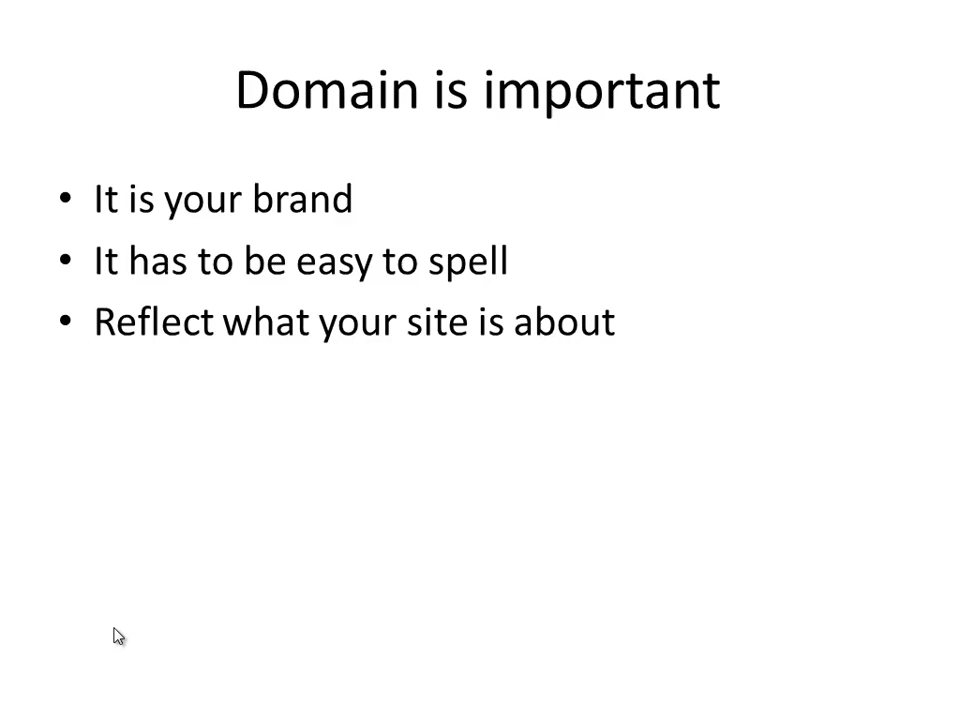 Domain is important
• It is your brand
• It has to be easy to spell
• Reflect what your site is about